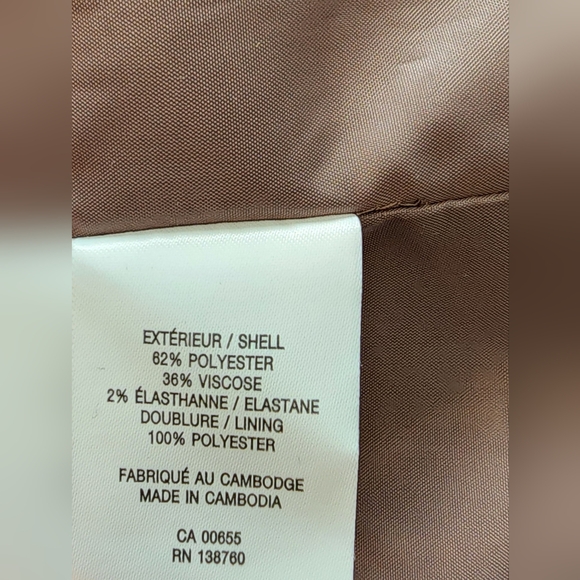 EXTÉRIEUR / SHELL
62% POLYESTER
36% VISCOSE
2% ÉLASTHANNE / ELASTANE
DOUBLURE / LINING
100% POLYESTER
FABRIQUÉ AU CAMBODGE
MADE IN CAMBODIA
CA 00655
RN 138760